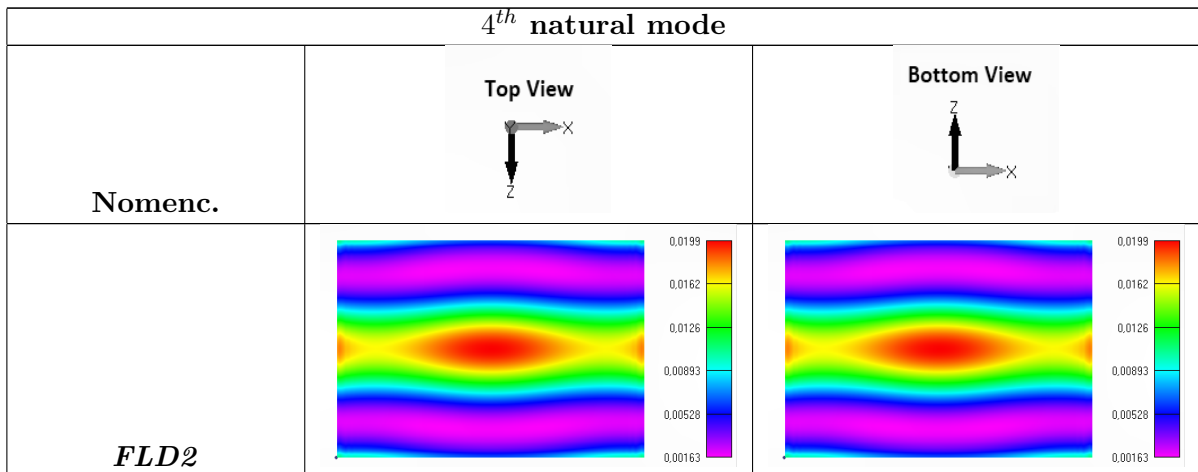 4th natural mode
Nomenc.
Top View
Y
X
Z
Bottom View
Z
X
FLD2
0,0199
0,0162
0,0126
0,00893
0,00528
0,00163
0,0199
0,0162
0,0126
0,00893
0,00528
0,00163